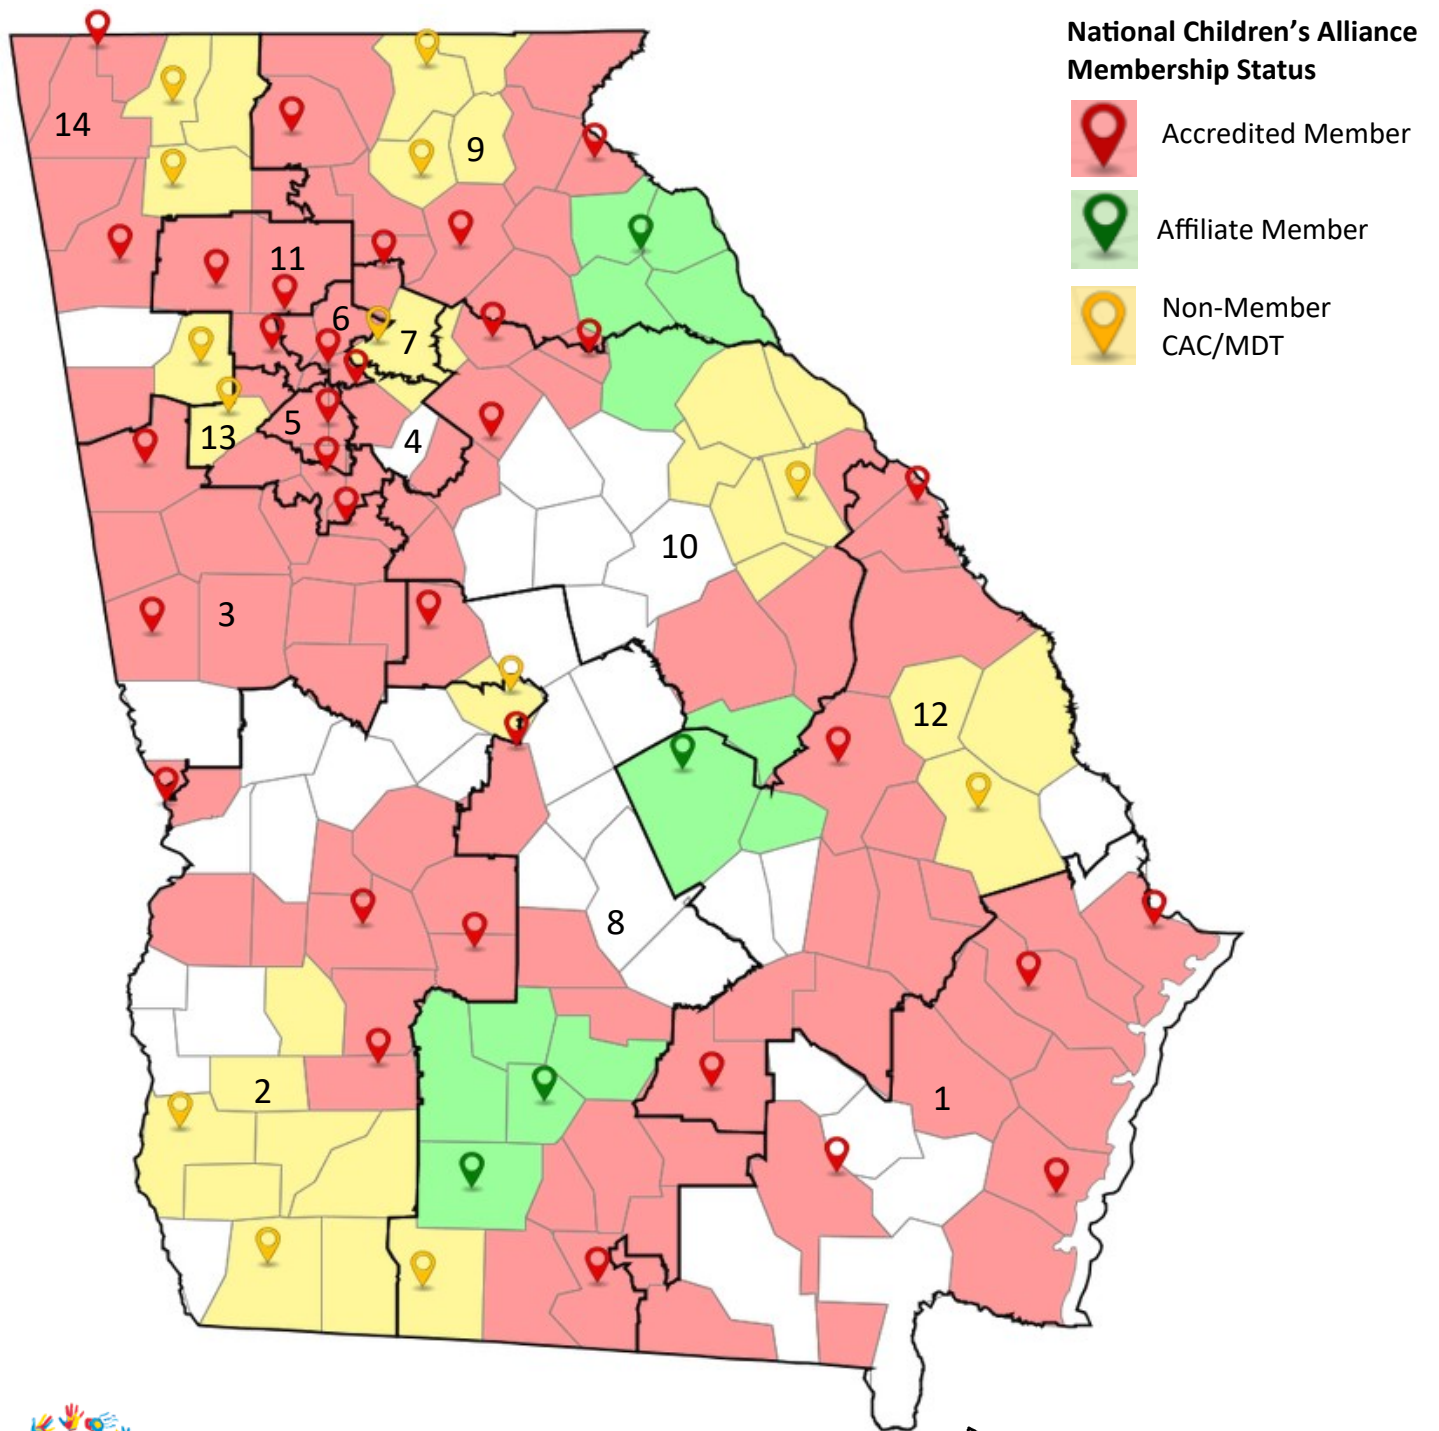 National Children’s Alliance
Membership Status
Accredited Member
Affiliate Member
Non-Member
CAC/MDT
14
9
11
6
7
5
13
4
10
3
12
8
2
1